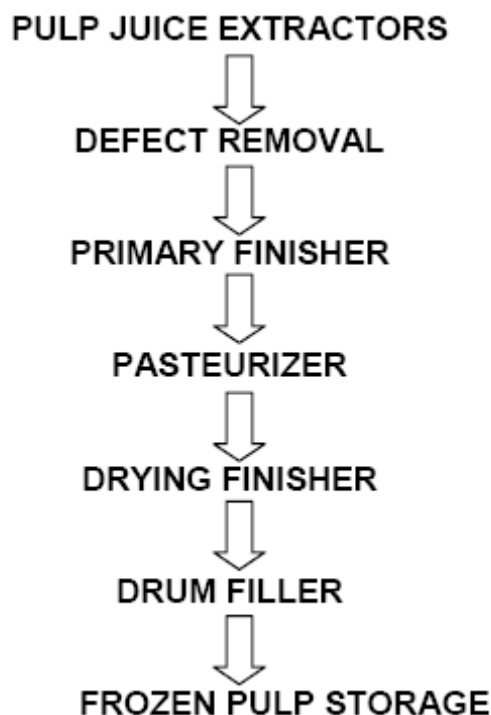 PULP JUICE EXTRACTORS
DEFECT REMOVAL
PRIMARY FINISHER
PASTEURIZER
DRYING FINISHER
DRUM FILLER
FROZEN PULP STORAGE